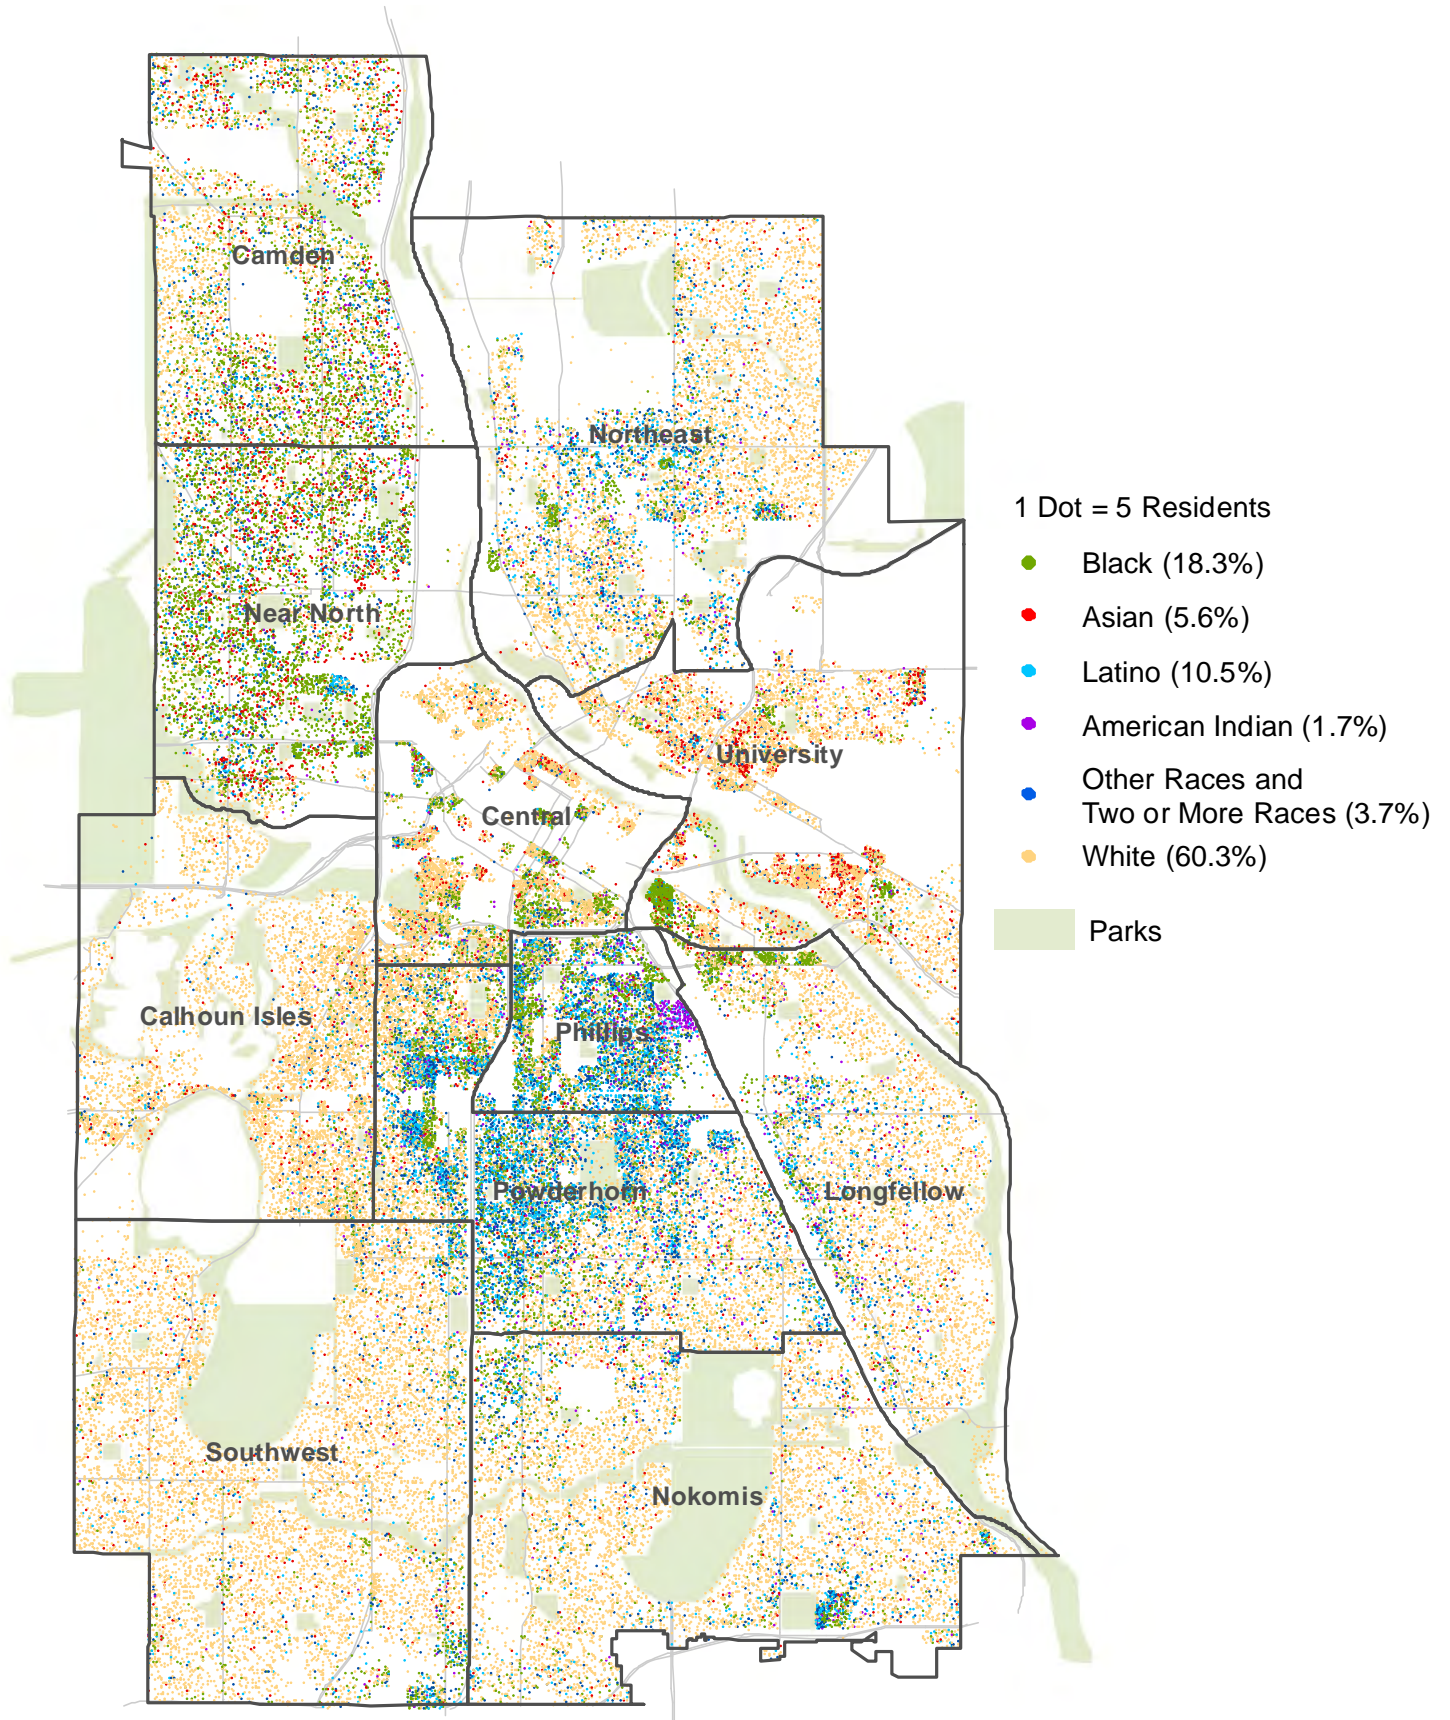 Camden
Northeast
Near North
University
Central
Calhoun Isles
Phillips
Powderhorn
Longfellow
Southwest
Nokomis
1 Dot = 5 Residents
Black (18.3%)
Asian (5.6%)
Latino (10.5%)
American Indian (1.7%)
Other Races and
Two or More Races (3.7%)
White (60.3%)
Parks